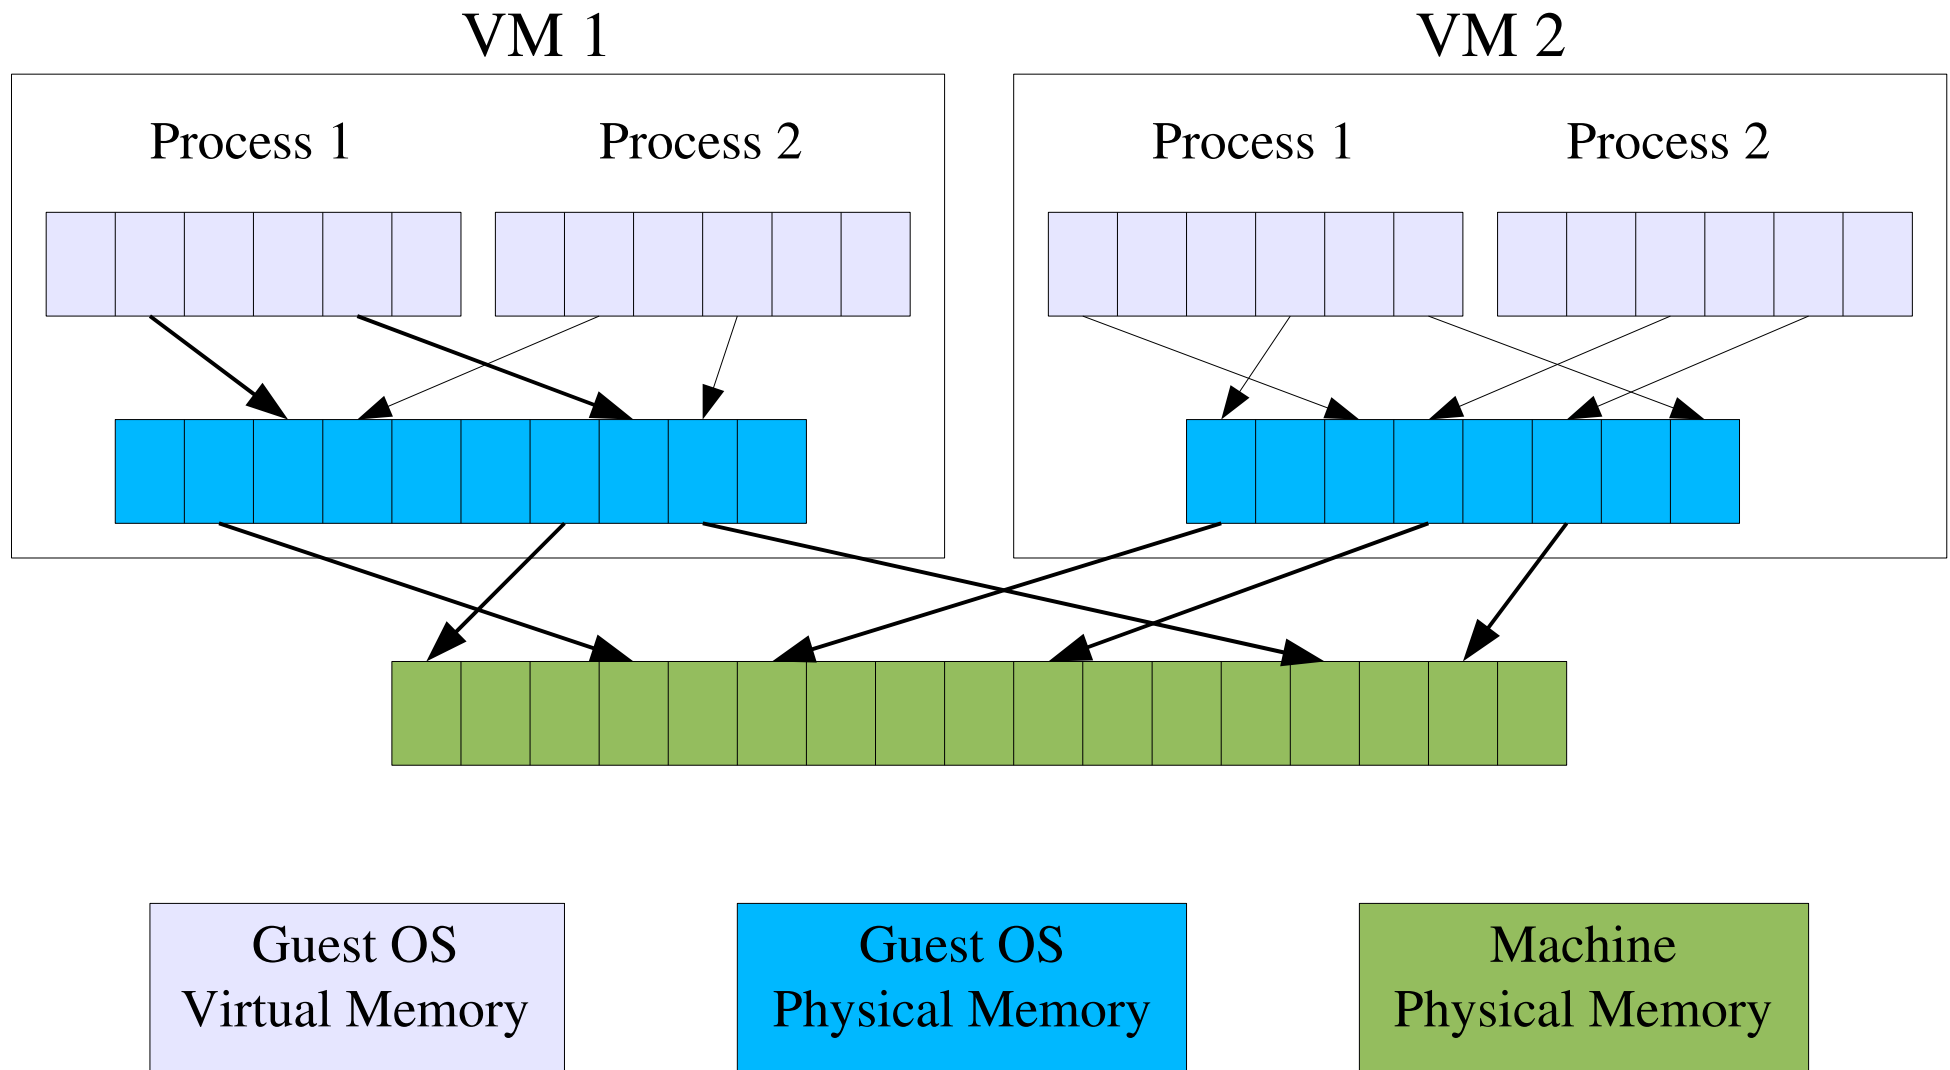 VM 1
VM 2
Process 1
Process 2
Process 1
Process 2
Guest OS
Virtual Memory
Guest OS
Physical Memory
Machine
Physical Memory